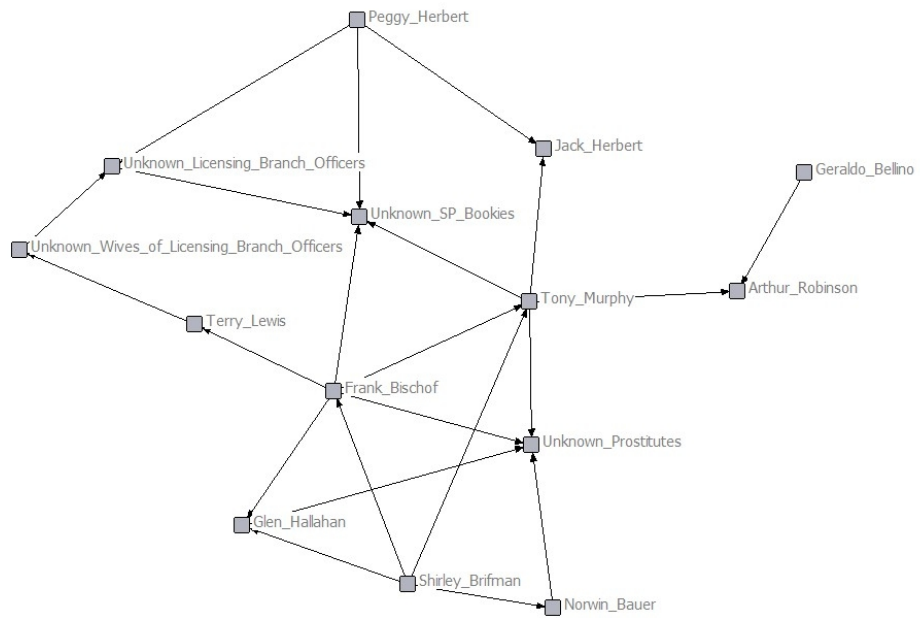 Peggy_Herbert
Jack_Herbert
Unknown_Licensing_Branch_Officers
Geraldo_Bellino
Unknown_SP_Bookies
Unknown_Wives_of_Licensing_Branch_Officers
Arthur_Robinson
Tony_Murphy
Terry_Lewis
Frank_Bischof
Unknown_Prostitutes
Glen_Hallahan
Shirley_Brifman
Norwin_Bauer